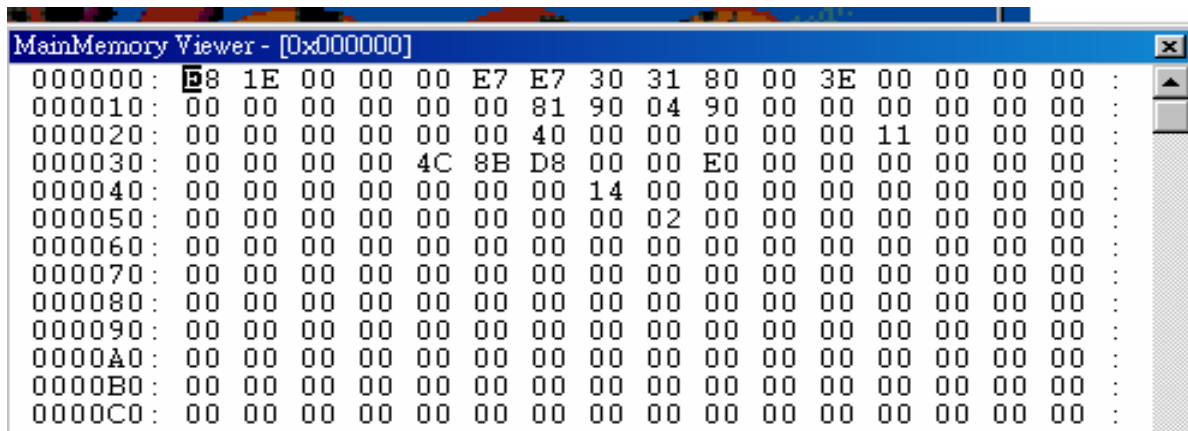 MainMemory Viewer - [0x000000]
000000: E8 1E 00 00 00 E7 E7 30 31 80 00 3E 00 00 00 00 :
000010: 00 00 00 00 00 00 81 90 04 90 00 00 00 00 00 00 :
000020: 00 00 00 00 00 00 40 00 00 00 00 00 11 00 00 00 :
000030: 00 00 00 00 4C 8B D8 00 00 E0 00 00 00 00 00 00 :
000040: 00 00 00 00 00 00 00 14 00 00 00 00 00 00 00 00 :
000050: 00 00 00 00 00 00 00 00 02 00 00 00 00 00 00 00 :
000060: 00 00 00 00 00 00 00 00 00 00 00 00 00 00 00 00 :
000070: 00 00 00 00 00 00 00 00 00 00 00 00 00 00 00 00 :
000080: 00 00 00 00 00 00 00 00 00 00 00 00 00 00 00 00 :
000090: 00 00 00 00 00 00 00 00 00 00 00 00 00 00 00 00 :
0000A0: 00 00 00 00 00 00 00 00 00 00 00 00 00 00 00 00 :
0000B0: 00 00 00 00 00 00 00 00 00 00 00 00 00 00 00 00 :
0000C0: 00 00 00 00 00 00 00 00 00 00 00 00 00 00 00 00 :